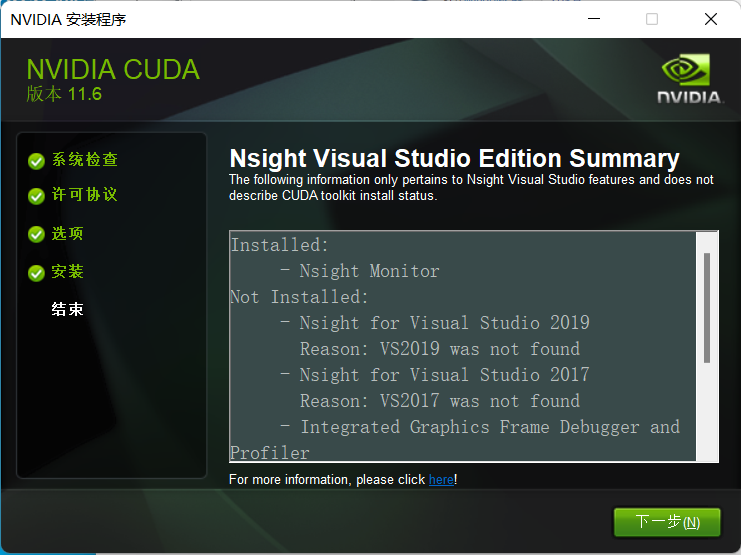 NVIDIA 安装程序
NVIDIA CUDA
版本 11.6
NVIDIA.
系统检查
许可协议
选项
安装
结束
Nsight Visual Studio Edition Summary
The following information only pertains to Nsight Visual Studio features and does not
describe CUDA toolkit install status.
Installed:
- Nsight Monitor
Not Installed:
- Nsight for Visual Studio 2019
Reason: VS2019 was not found
- Nsight for Visual Studio 2017
Reason: VS2017 was not found
- Integrated Graphics Frame Debugger and
Profiler
For more information, please click here!
下一步(N)